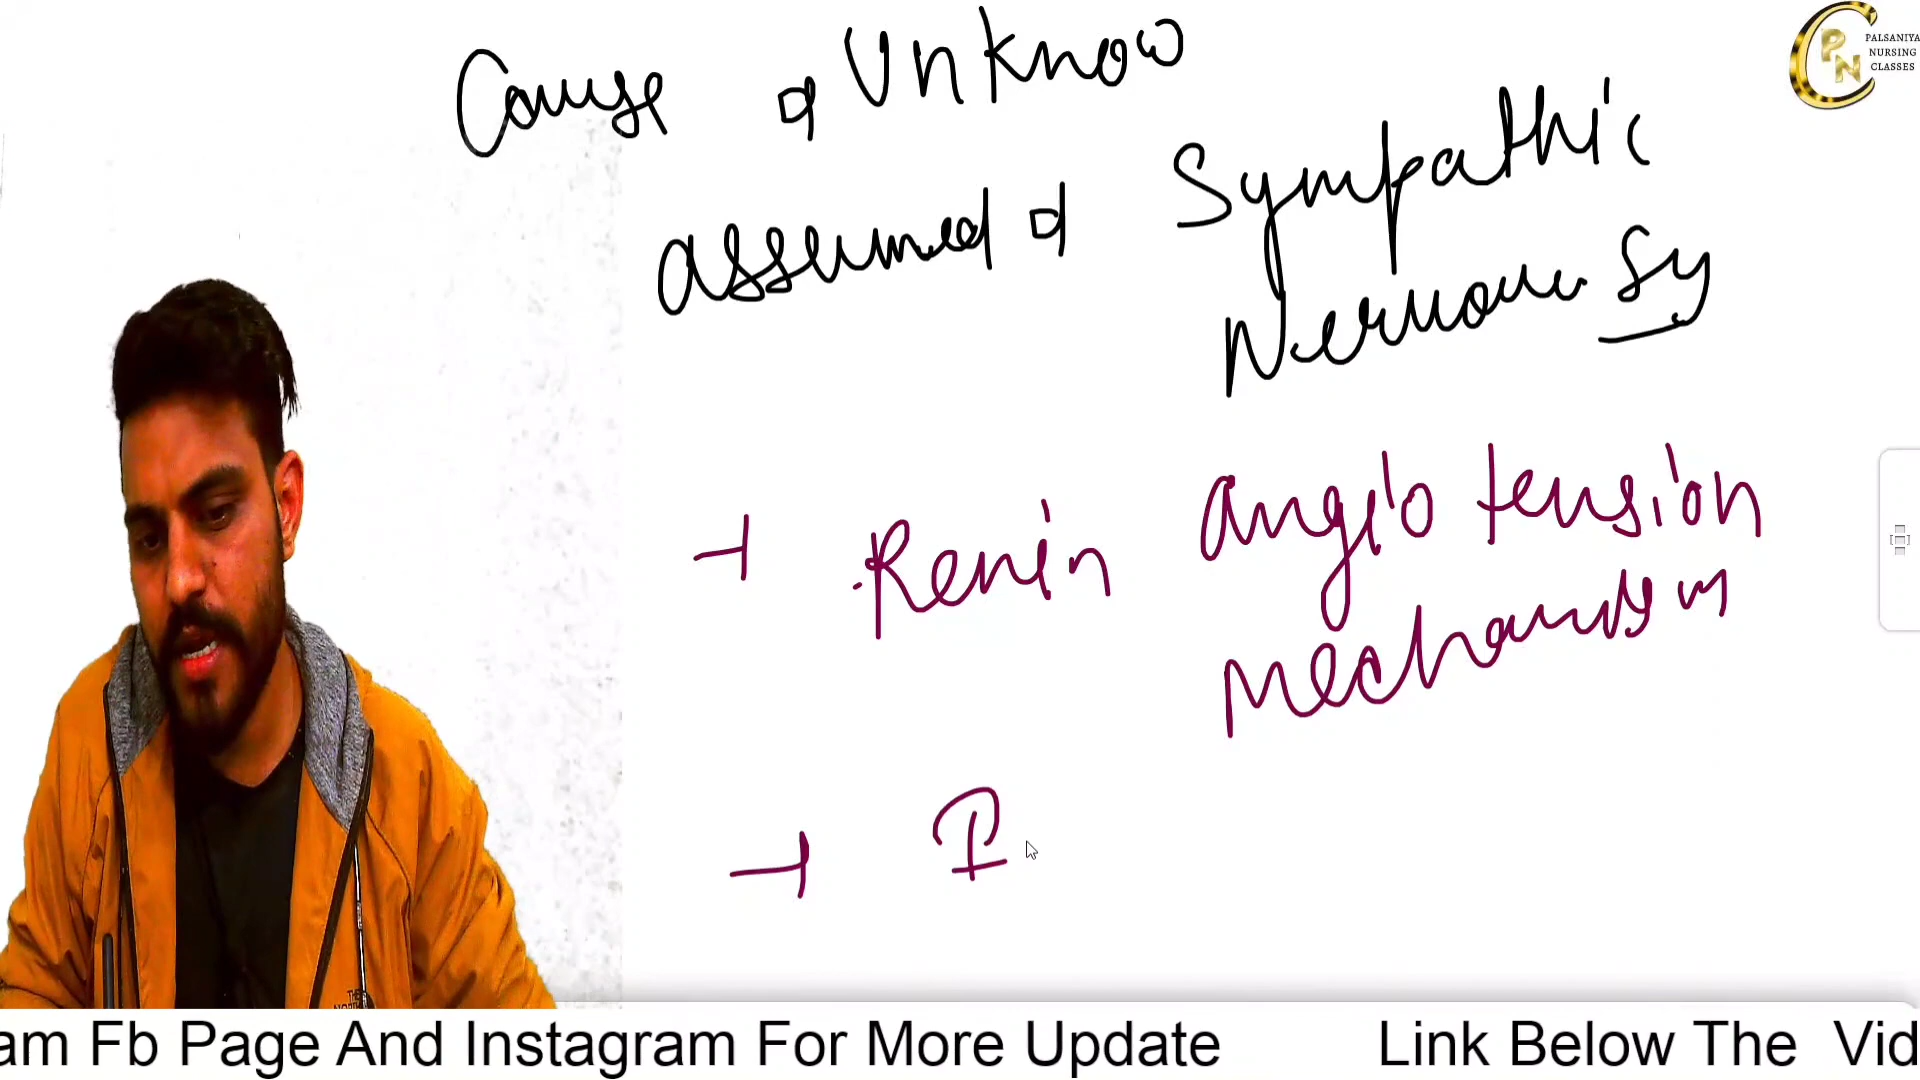 Cause Unknow
PALSANIYA
NURSING
CLASSES
PN
assumed Sympathic
Nervous Sy
Renin angio tension
Mechanism
I
am Fb Page And Instagram For More Update Link Below The Vid